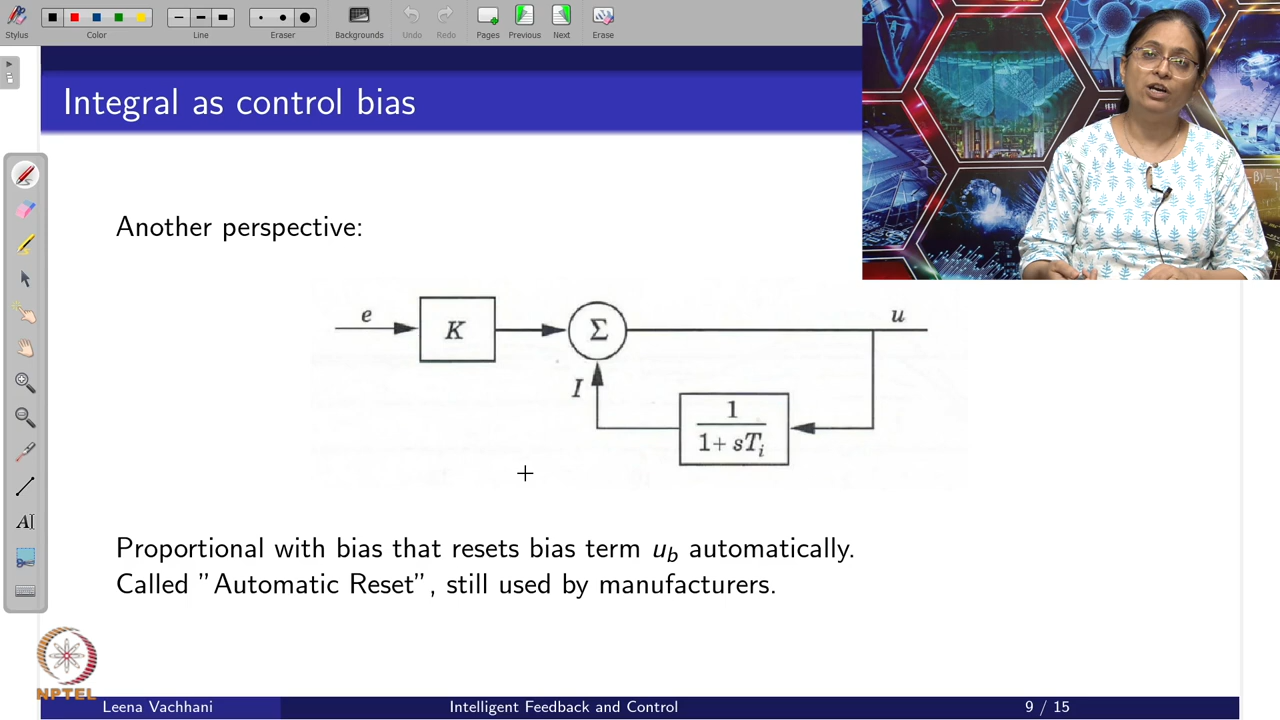 Stylus
Color
Line
Eraser
Backgrounds
Undo
Redo
Pages
Previous
Next
Erase
Integral as control bias
Another perspective:
e
K
Σ
u
I
1
1+ sTᵢ
Proportional with bias that resets bias term u_b automatically.
Called ”Automatic Reset”, still used by manufacturers.
NPTEL
Leena Vachhani
Intelligent Feedback and Control
9 / 15